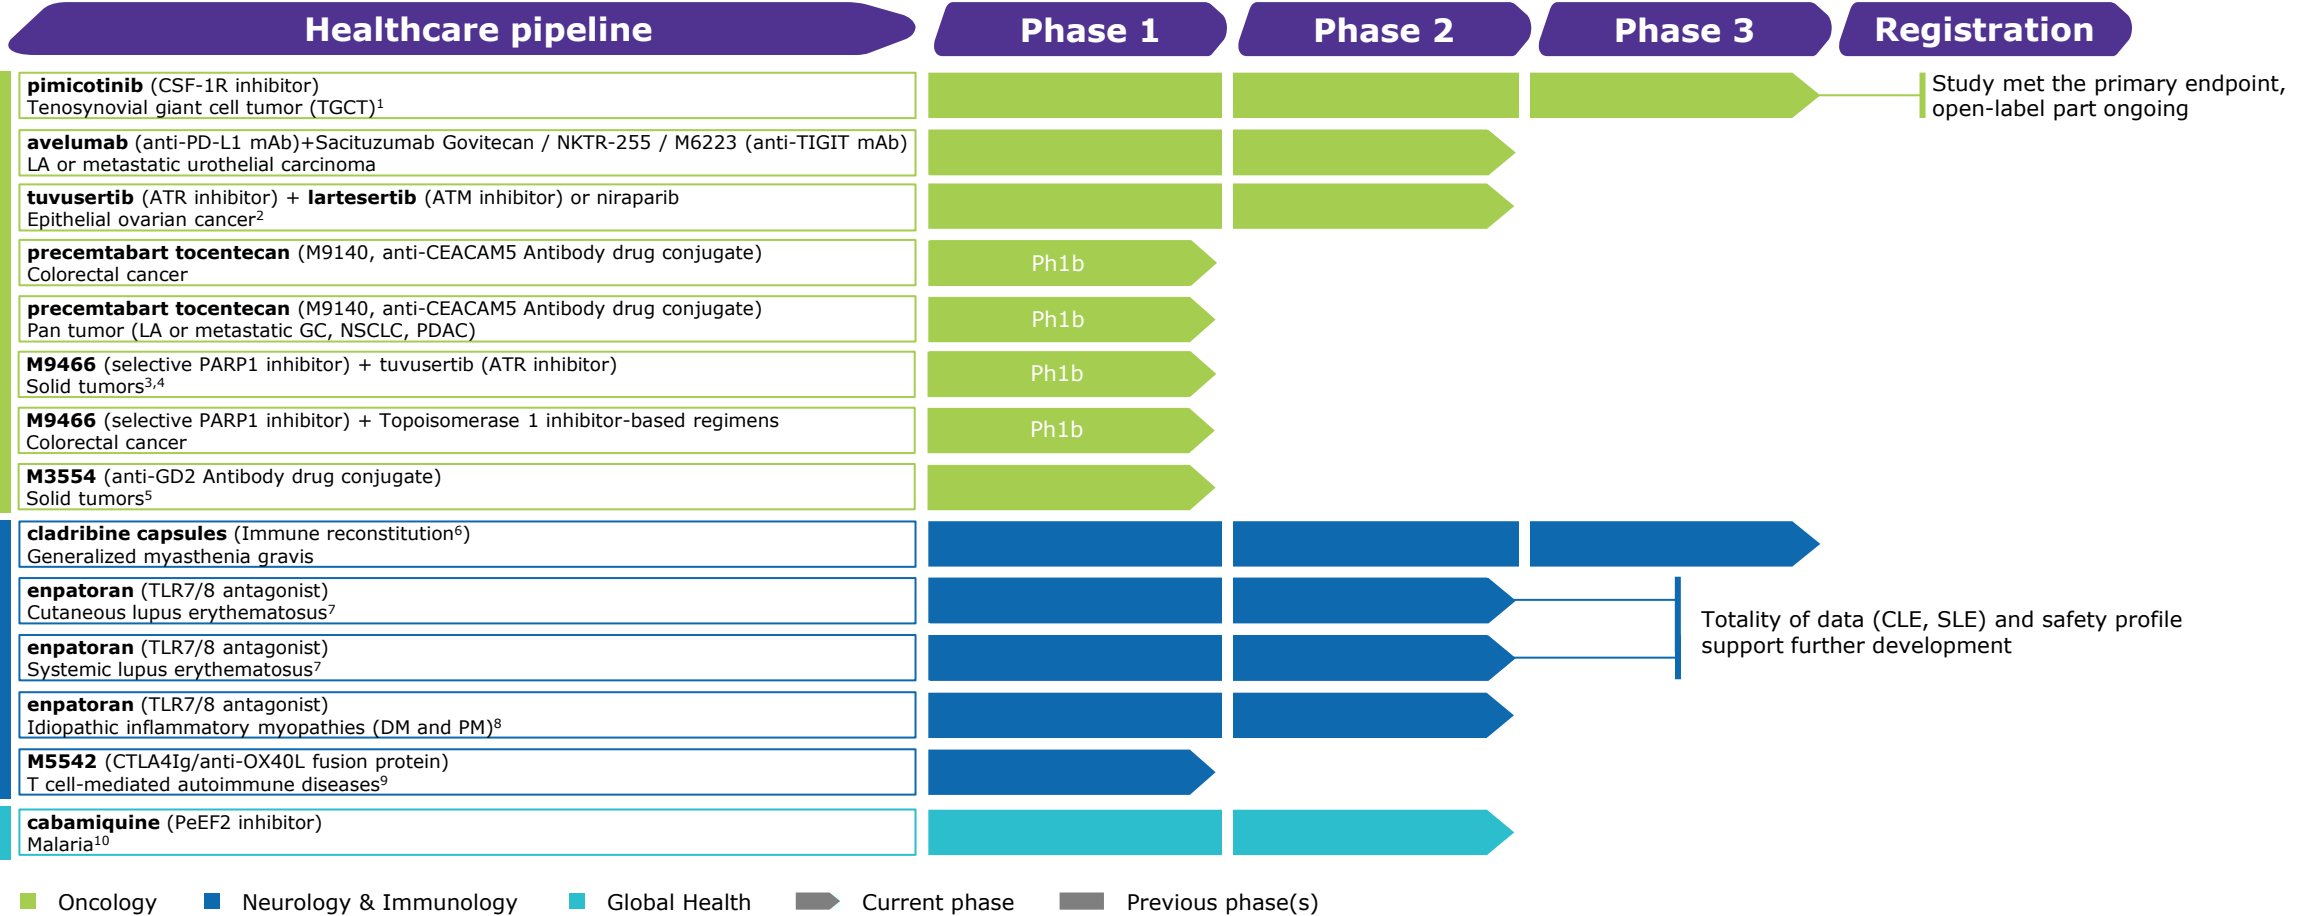 Healthcare pipeline
Phase 1
Phase 2
Phase 3
Registration
pimicotinib (CSF-1R inhibitor)
Tenosynovial giant cell tumor (TGCT)¹
Study met the primary endpoint,
open-label part ongoing
avelumab (anti-PD-L1 mAb)+Sacituzumab Govitecan / NKTR-255 / M6223 (anti-TIGIT mAb)
LA or metastatic urothelial carcinoma
tuvusertib (ATR inhibitor) + lartesertib (ATM inhibitor) or niraparib
Epithelial ovarian cancer²
precemtabart tocentecan (M9140, anti-CEACAM5 Antibody drug conjugate)
Colorectal cancer
Ph1b
precemtabart tocentecan (M9140, anti-CEACAM5 Antibody drug conjugate)
Pan tumor (LA or metastatic GC, NSCLC, PDAC)
Ph1b
M9466 (selective PARP1 inhibitor) + tuvusertib (ATR inhibitor)
Solid tumors³,⁴
Ph1b
M9466 (selective PARP1 inhibitor) + Topoisomerase 1 inhibitor-based regimens
Colorectal cancer
Ph1b
M3554 (anti-GD2 Antibody drug conjugate)
Solid tumors⁵
cladribine capsules (Immune reconstitution⁶)
Generalized myasthenia gravis
enpatoran (TLR7/8 antagonist)
Cutaneous lupus erythematosus⁷
enpatoran (TLR7/8 antagonist)
Systemic lupus erythematosus⁷
Totality of data (CLE, SLE) and safety profile
support further development
enpatoran (TLR7/8 antagonist)
Idiopathic inflammatory myopathies (DM and PM)⁸
M5542 (CTLA4Ig/anti-OX40L fusion protein)
T cell-mediated autoimmune diseases⁹
cabamiquine (PeEF2 inhibitor)
Malaria¹⁰
Oncology
Neurology & Immunology
Global Health
Current phase
Previous phase(s)